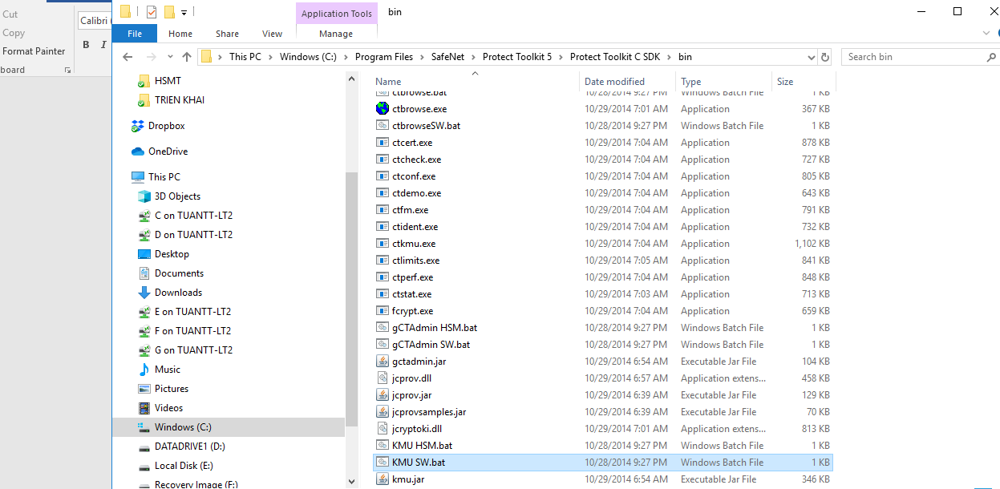 Cut
Copy
Format Painter
board
Calibri (
B I
Application Tools
bin
File Home Share View Manage
This PC Windows (C:) Program Files SafeNet Protect Toolkit 5 Protect Toolkit C SDK bin
Search bin
HSMT
TRIEN KHAI
Dropbox
OneDrive
This PC
3D Objects
C on TUANTT-LT2
D on TUANTT-LT2
Desktop
Documents
Downloads
E on TUANTT-LT2
F on TUANTT-LT2
G on TUANTT-LT2
Music
Pictures
Videos
Windows (C:)
DATADRIVE1 (D:)
Local Disk (E:)
Recovery Image (F:)
Name Date modified Type Size
ctbrowse.bat 10/28/2014 9:27 PM Windows Batch File 1 KB
ctbrowse.exe 10/29/2014 7:01 AM Application 367 KB
ctbrowseSW.bat 10/28/2014 9:27 PM Windows Batch File 1 KB
ctcert.exe 10/29/2014 7:04 AM Application 878 KB
ctcheck.exe 10/29/2014 7:04 AM Application 727 KB
ctconf.exe 10/29/2014 7:04 AM Application 805 KB
ctdemo.exe 10/29/2014 7:04 AM Application 643 KB
ctfm.exe 10/29/2014 7:04 AM Application 791 KB
ctident.exe 10/29/2014 7:04 AM Application 732 KB
ctkmu.exe 10/29/2014 7:04 AM Application 1,102 KB
ctlimits.exe 10/29/2014 7:05 AM Application 841 KB
ctperf.exe 10/29/2014 7:04 AM Application 848 KB
ctstat.exe 10/29/2014 7:03 AM Application 713 KB
fcrypt.exe 10/29/2014 7:04 AM Application 659 KB
gCTAdmin HSM.bat 10/28/2014 9:27 PM Windows Batch File 1 KB
gCTAdmin SW.bat 10/28/2014 9:27 PM Windows Batch File 1 KB
gctadmin.jar 10/29/2014 6:54 AM Executable Jar File 104 KB
jcprov.dll 10/29/2014 6:57 AM Application extens... 458 KB
jcprov.jar 10/29/2014 6:39 AM Executable Jar File 129 KB
jcprovsamples.jar 10/29/2014 6:39 AM Executable Jar File 70 KB
jcryptoki.dll 10/29/2014 7:01 AM Application extens... 813 KB
KMU HSM.bat 10/28/2014 9:27 PM Windows Batch File 1 KB
KMU SW.bat 10/28/2014 9:27 PM Windows Batch File 1 KB
kmu.jar 10/29/2014 6:54 AM Executable Jar File 346 KB